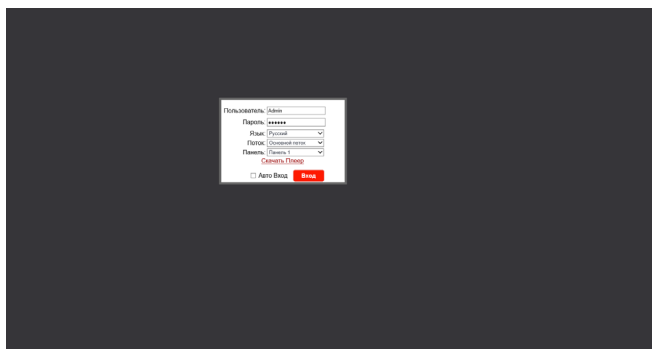 Пользователь: Admin
Пароль: ••••••
Язык: Русский
Поток: Основной поток
Панель: Панель 1
Скачать Плеер
Авто Вход Вход